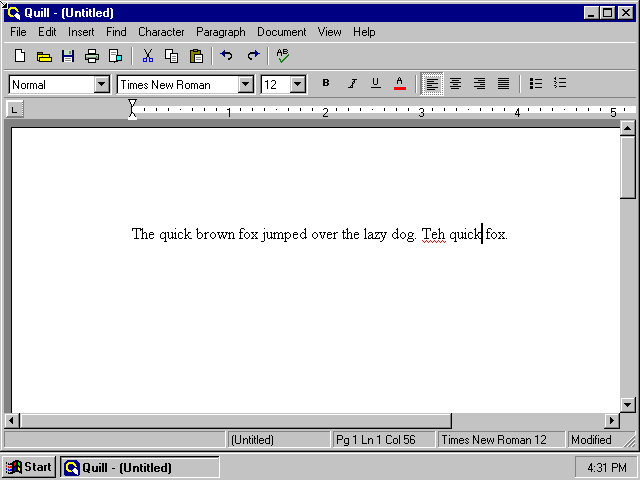 Quill - (Untitled)
File Edit Insert Find Character Paragraph Document View Help
ABC
Normal Times New Roman 12 B I U A
L 1 2 3 4 5
The quick brown fox jumped over the lazy dog. Teh quick fox.
(Untitled) Pg 1 Ln 1 Col 56 Times New Roman 12 Modified
Start Quill - (Untitled) 4:31 PM